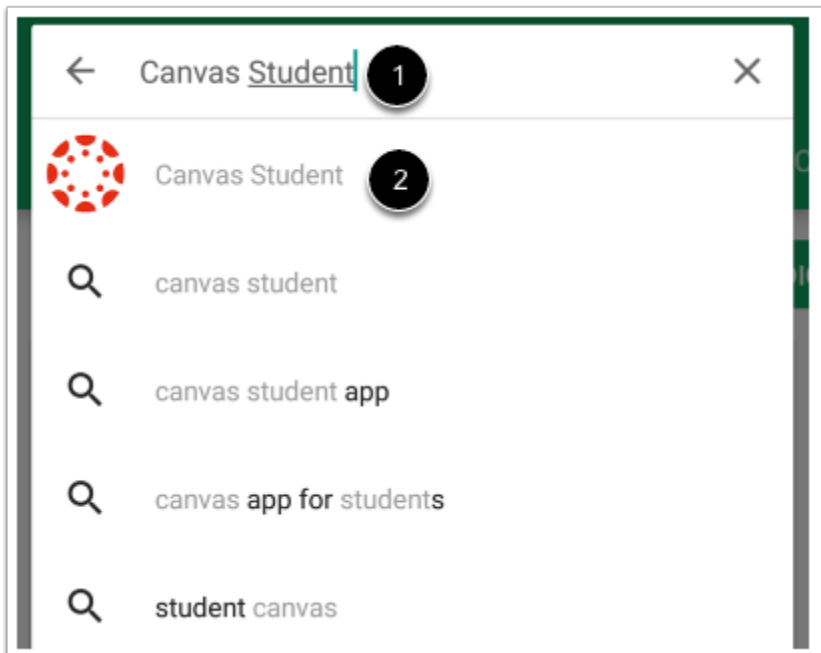 Canvas Student 1
Canvas Student 2
canvas student
canvas student app
canvas app for students
student canvas